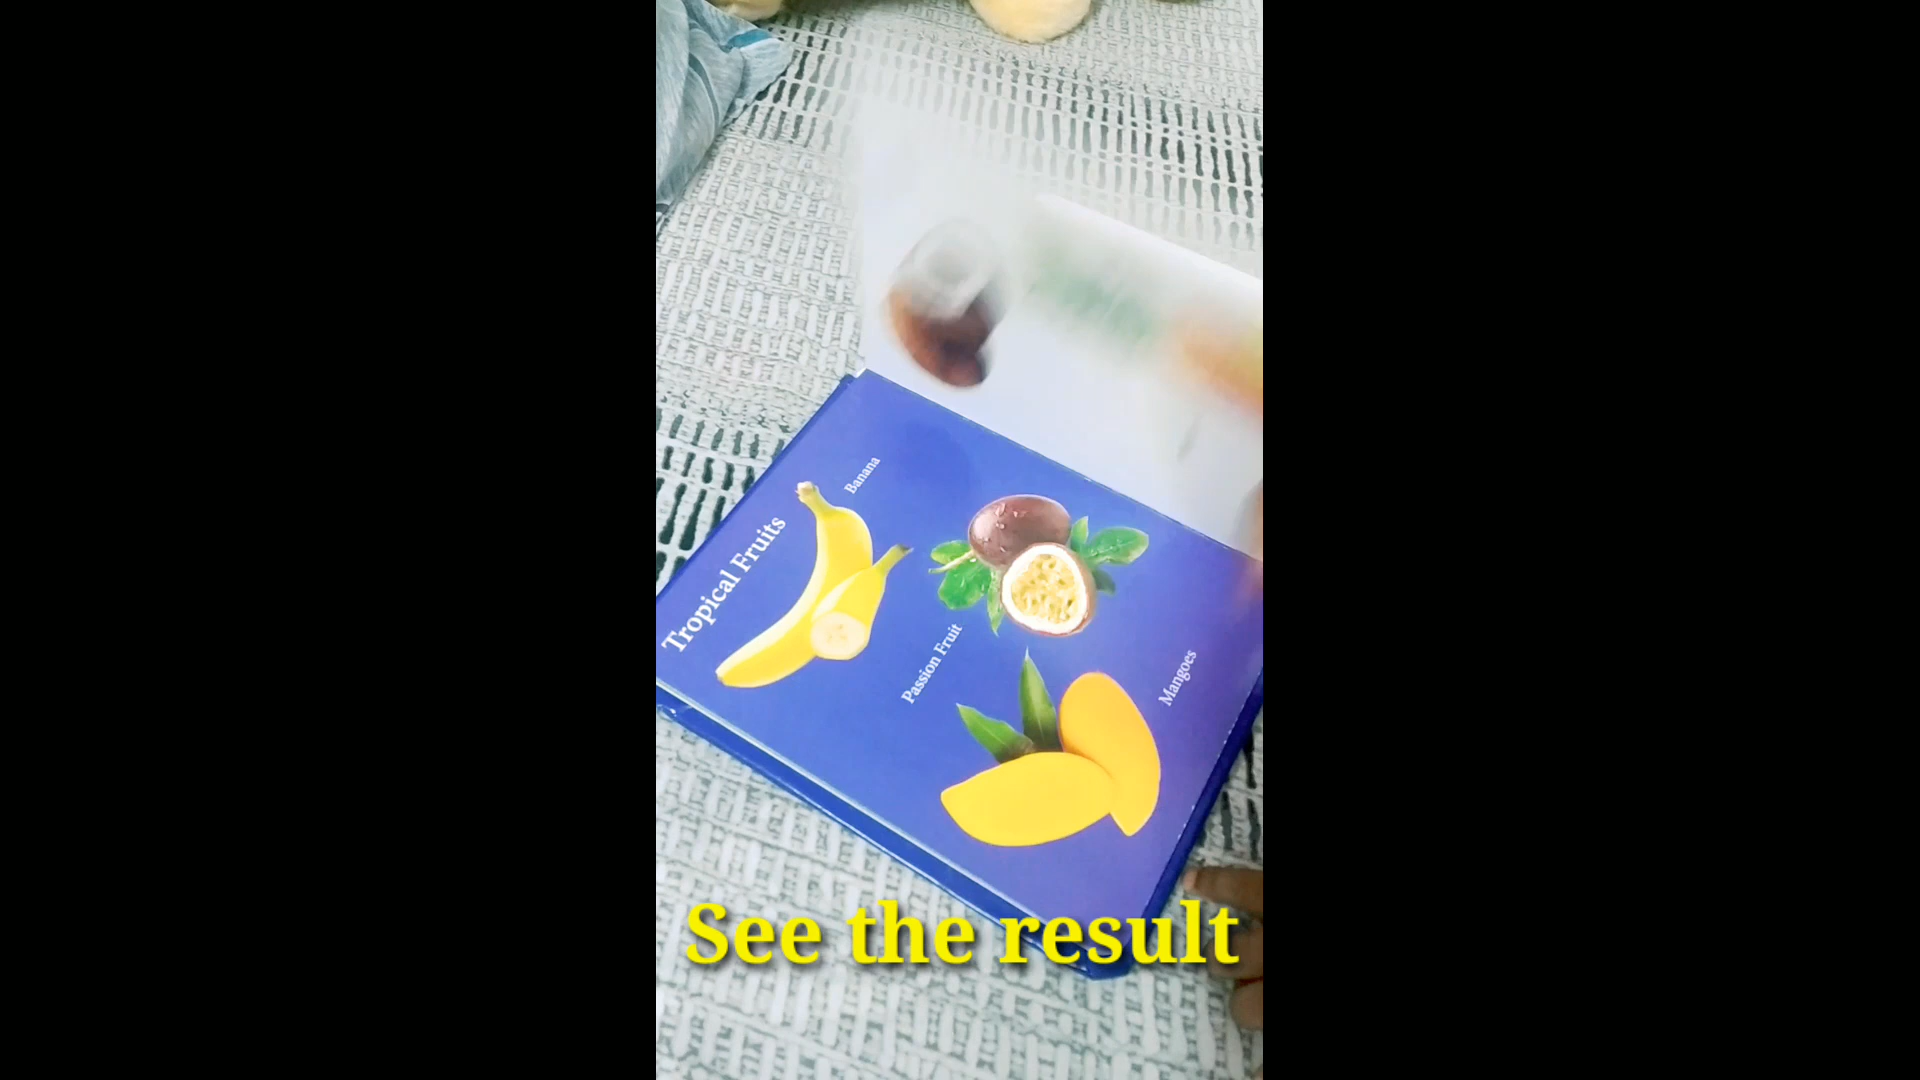 Tropical Fruits
Banana
Passion Fruit
Mangoes
See the result